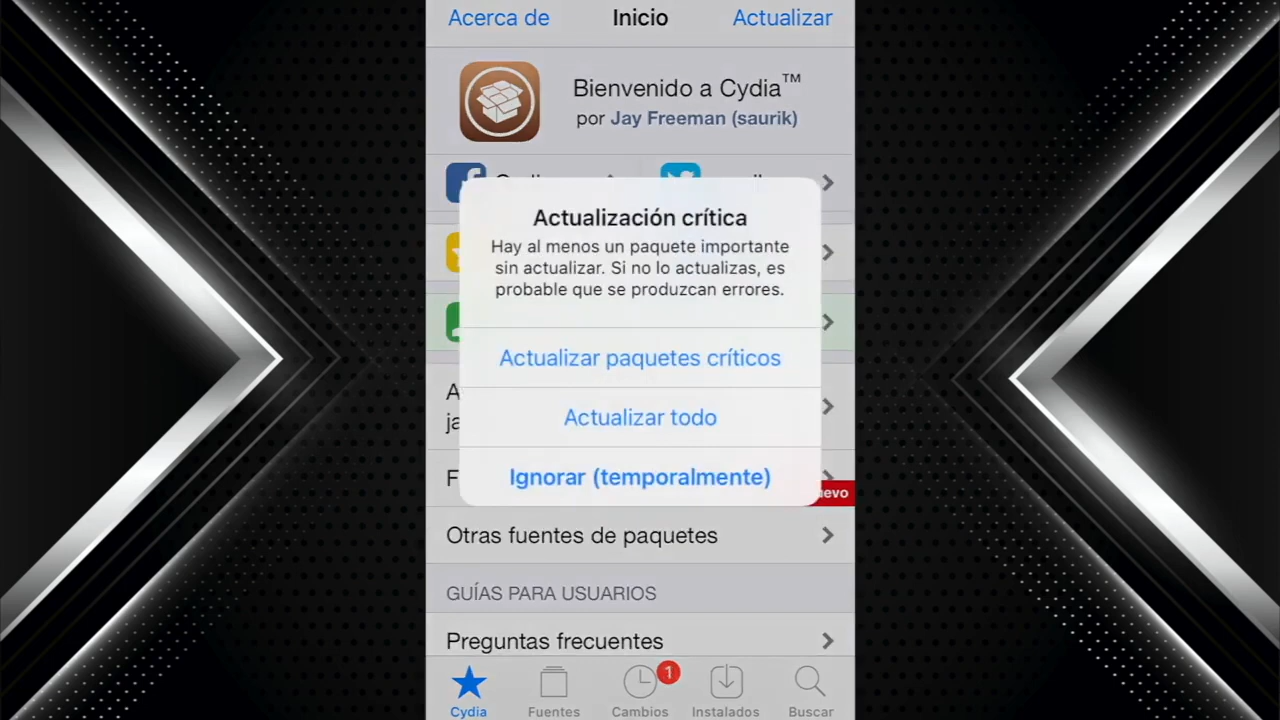 Acerca de
Inicio
Actualizar
Bienvenido a Cydia™
por Jay Freeman (saurik)
Actualización crítica
Hay al menos un paquete importante
sin actualizar. Si no lo actualizas, es
probable que se produzcan errores.
Actualizar paquetes críticos
Actualizar todo
Ignorar (temporalmente)
Otras fuentes de paquetes
GUÍAS PARA USUARIOS
Preguntas frecuentes
1
Cydia
Fuentes
Cambios
Instalados
Buscar